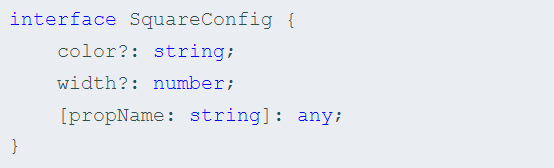 interface SquareConfig {
    color?: string;
    width?: number;
    [propName: string]: any;
}